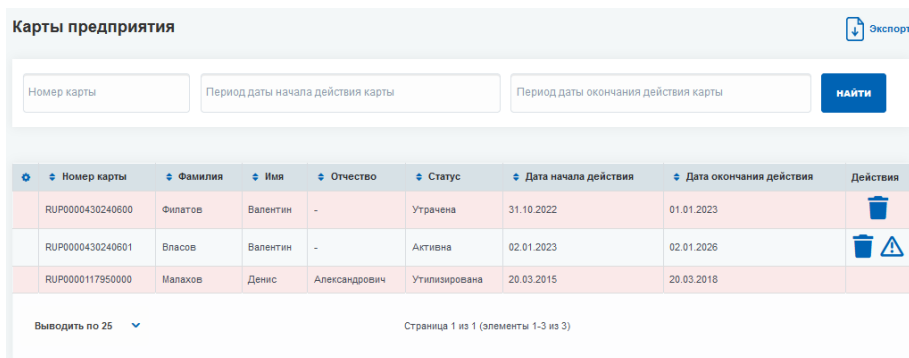 Карты предприятия
Экспорт
Номер карты Период даты начала действия карты Период даты окончания действия карты НАЙТИ
Номер карты Фамилия Имя Отчество Статус Дата начала действия Дата окончания действия Действия
RUP0000430240600 Филатов Валентин - Утрачена 31.10.2022 01.01.2023
RUP0000430240601 Власов Валентин - Активна 02.01.2023 02.01.2026
RUP0000117950000 Малахов Денис Александрович Утилизирована 20.03.2015 20.03.2018
Выводить по 25 Страница 1 из 1 (элементы 1-3 из 3)